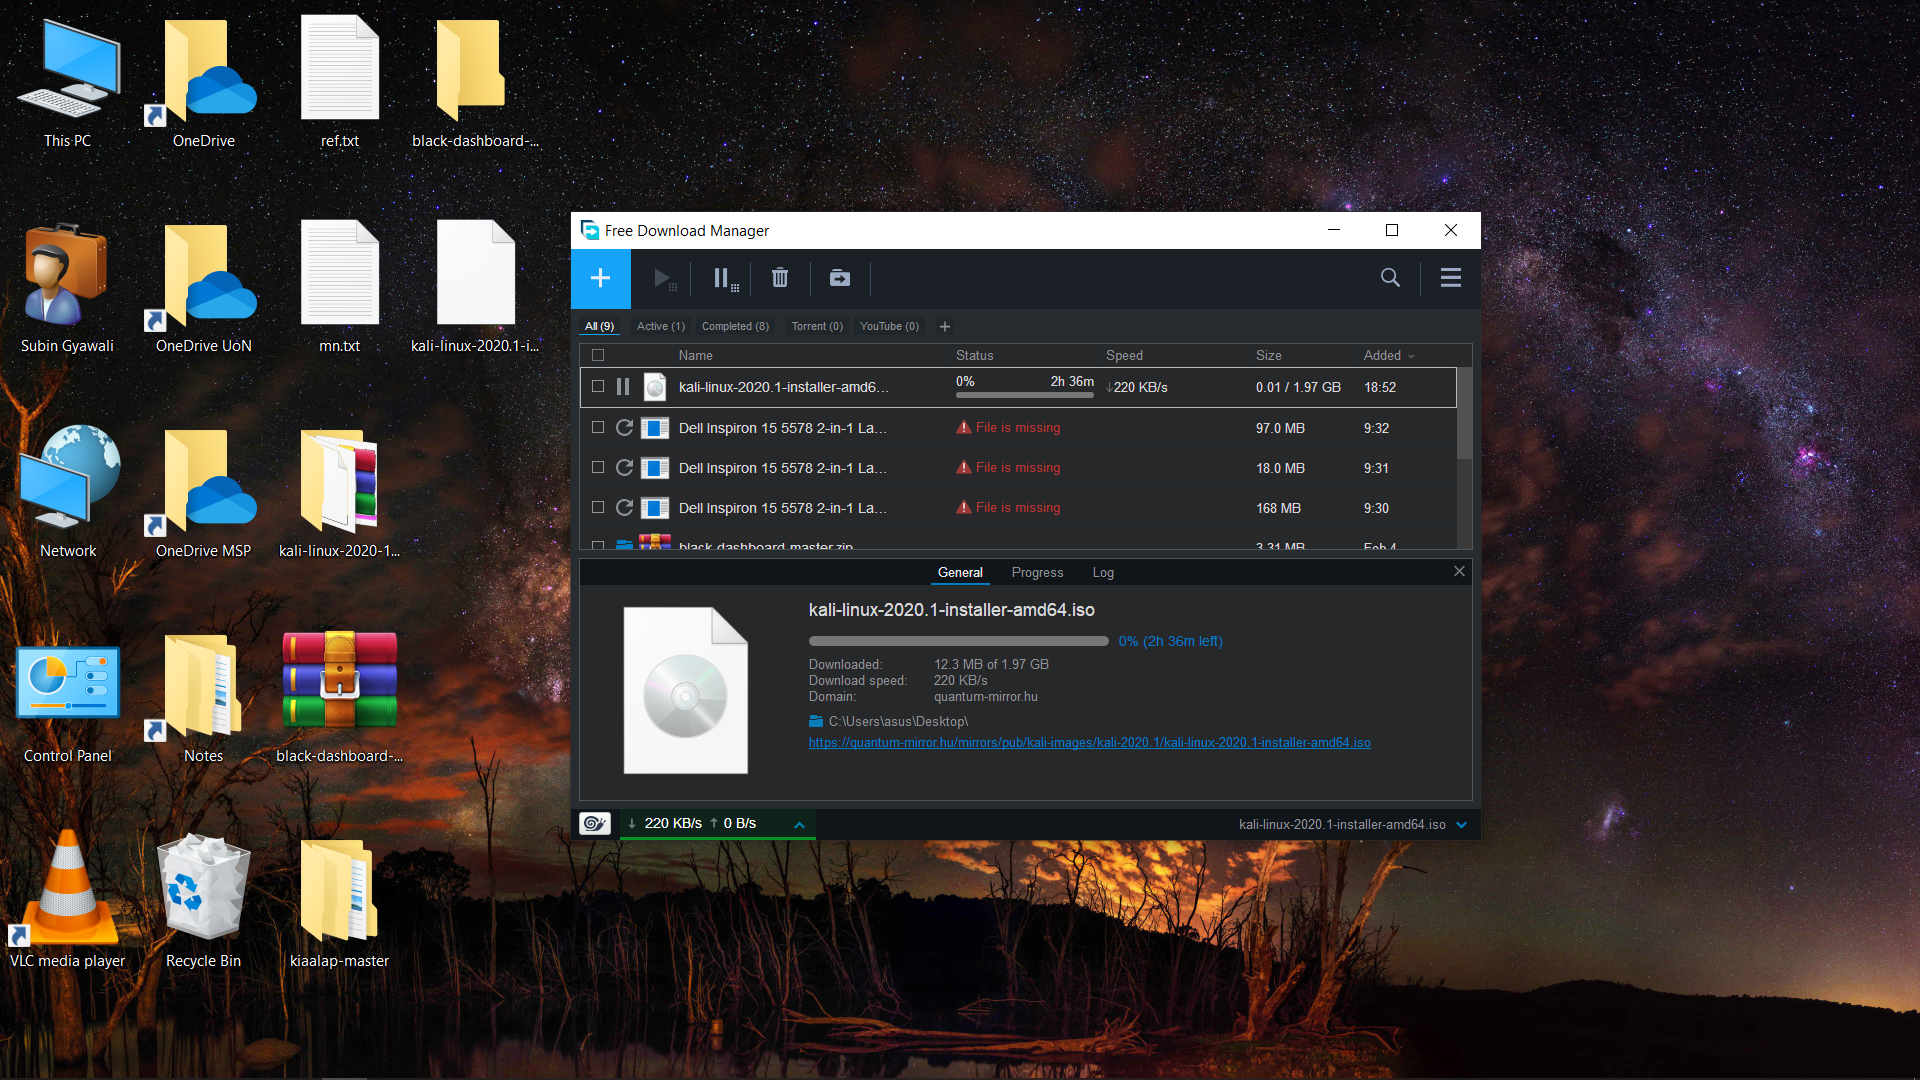 This PC
OneDrive
ref.txt
black-dashboard-...
Subin Gyawali
OneDrive UoN
mn.txt
kali-linux-2020.1-i...
Network
OneDrive MSP
kali-linux-2020-1...
Control Panel
Notes
black-dashboard-...
VLC media player
Recycle Bin
kiaalap-master
Free Download Manager
All (9) Active (1) Completed (8) Torrent (0) YouTube (0)
Name Status Speed Size Added
kali-linux-2020.1-installer-amd6... 0% 2h 36m ↓220 KB/s 0.01 / 1.97 GB 18:52
Dell Inspiron 15 5578 2-in-1 La... File is missing 97.0 MB 9:32
Dell Inspiron 15 5578 2-in-1 La... File is missing 18.0 MB 9:31
Dell Inspiron 15 5578 2-in-1 La... File is missing 168 MB 9:30
black-dashboard-master.zip 3.31 MB Feb 4
General Progress Log
kali-linux-2020.1-installer-amd64.iso
0% (2h 36m left)
Downloaded: 12.3 MB of 1.97 GB
Download speed: 220 KB/s
Domain: quantum-mirror.hu
C:\Users\asus\Desktop\
https://quantum-mirror.hu/mirrors/pub/kali-images/kali-2020.1/kali-linux-2020.1-installer-amd64.iso
↓ 220 KB/s ↑ 0 B/s
kali-linux-2020.1-installer-amd64.iso